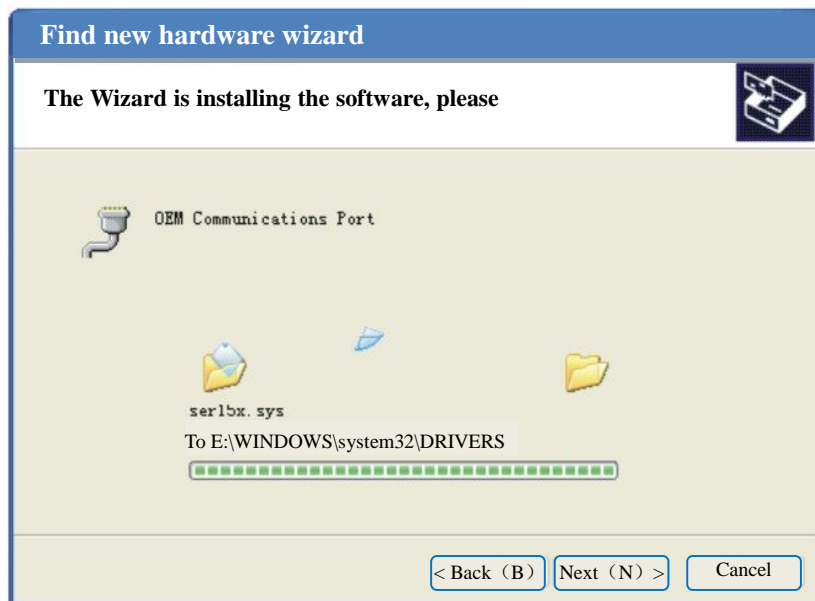 Find new hardware wizard
The Wizard is installing the software, please
OEM Communications Port
ser15x.sys
To E:\WINDOWS\system32\DRIVERS
< Back（B） Next（N）> Cancel